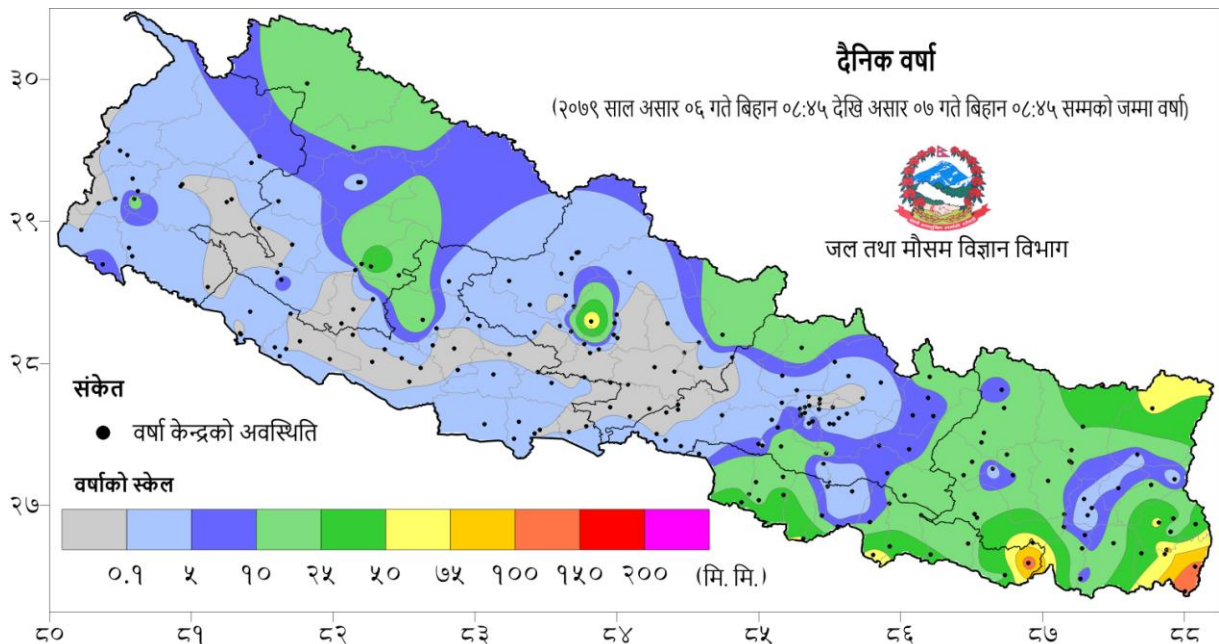 दैनिक वर्षा
(२०७९ साल असार ०६ गते बिहान ०८:४५ देखि असार ०७ गते बिहान ०८:४५ सम्मको जम्मा वर्षा)
जल तथा मौसम विज्ञान विभाग
३०
२९
२८
२७
संकेत
वर्षा केन्द्रको अवस्थिति
वर्षाको स्केल
०.१ ५ १० २५ ५० ७५ १०० १५० २०० (मि. मि.)
८० ८१ ८२ ८३ ८४ ८५ ८६ ८७ ८८